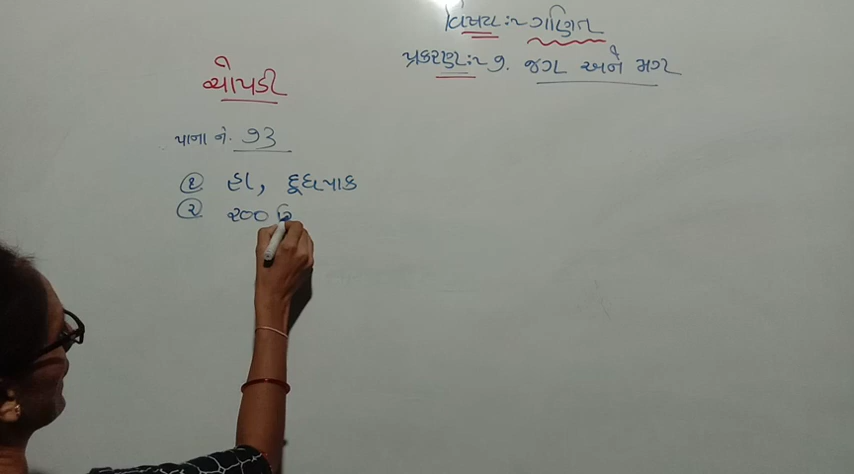 વિષય :~ ગણિત
પ્રકરણ :~ ૭. જગ અને મગ
ચોપડી
પાના નં. ૭૩
૧ હા, દૂધપાક
૨ ૨૦૦ િ